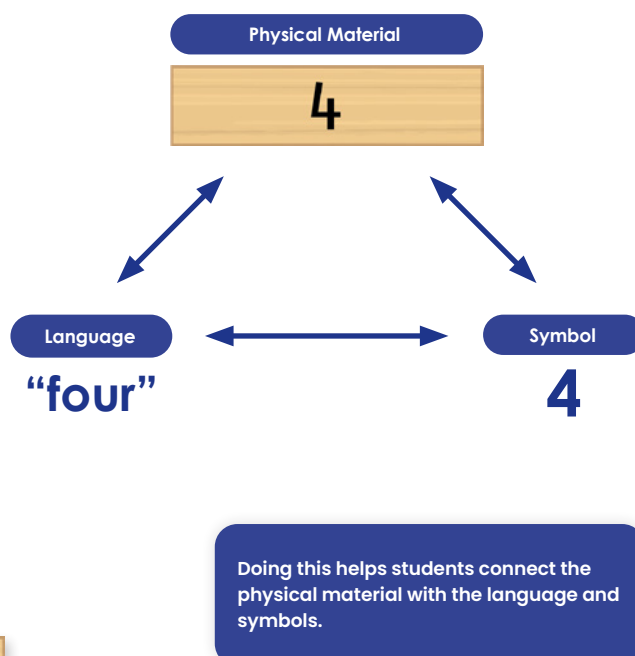 Physical Material
4
Language
Symbol
“four”
4
Doing this helps students connect the
physical material with the language and
symbols.